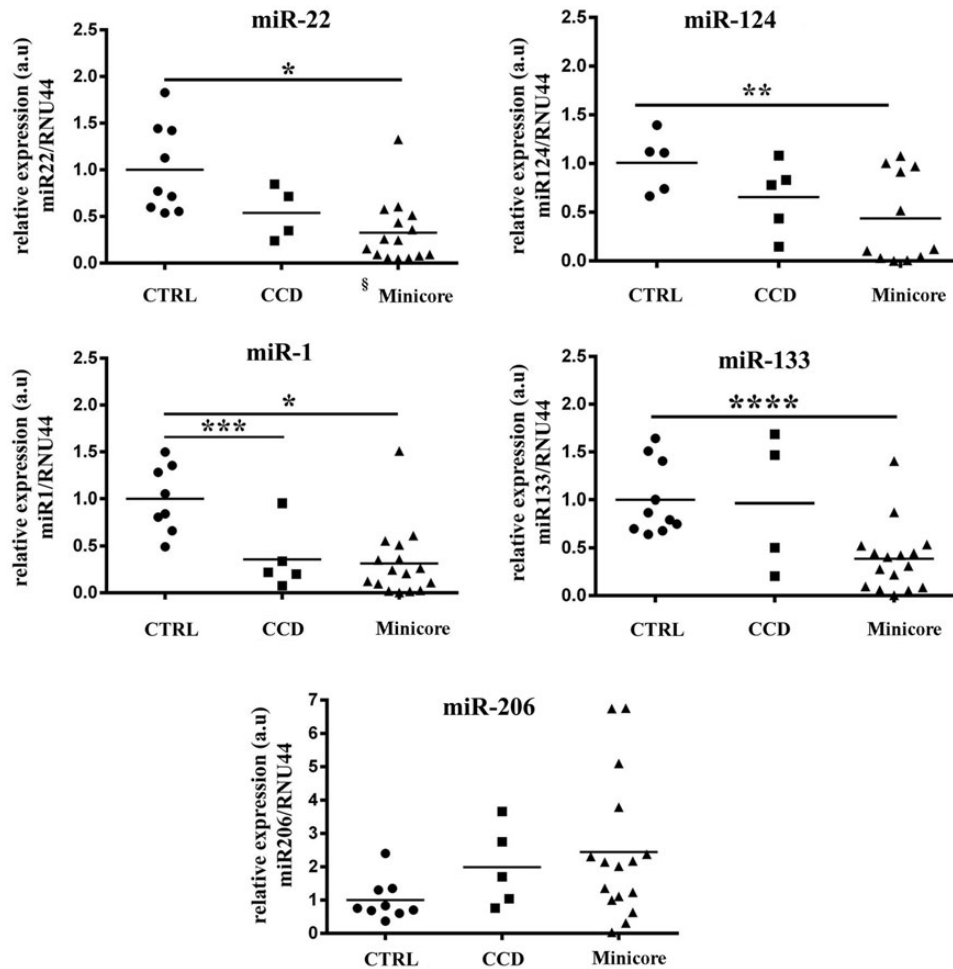 miR-22
relative expression (a.u)
miR22/RNU44
2.5
2.0
1.5
1.0
0.5
0.0
*
CTRL
CCD
§ Minicore
miR-124
relative expression (a.u)
miR124/RNU44
2.5
2.0
1.5
1.0
0.5
0.0
**
CTRL
CCD
Minicore
miR-1
relative expression (a.u)
miR1/RNU44
2.5
2.0
1.5
1.0
0.5
0.0
*
***
CTRL
CCD
Minicore
miR-133
relative expression (a.u)
miR133/RNU44
2.5
2.0
1.5
1.0
0.5
0.0
****
CTRL
CCD
Minicore
miR-206
relative expression (a.u)
miR206/RNU44
7
6
5
4
3
2
1
0
CTRL
CCD
Minicore